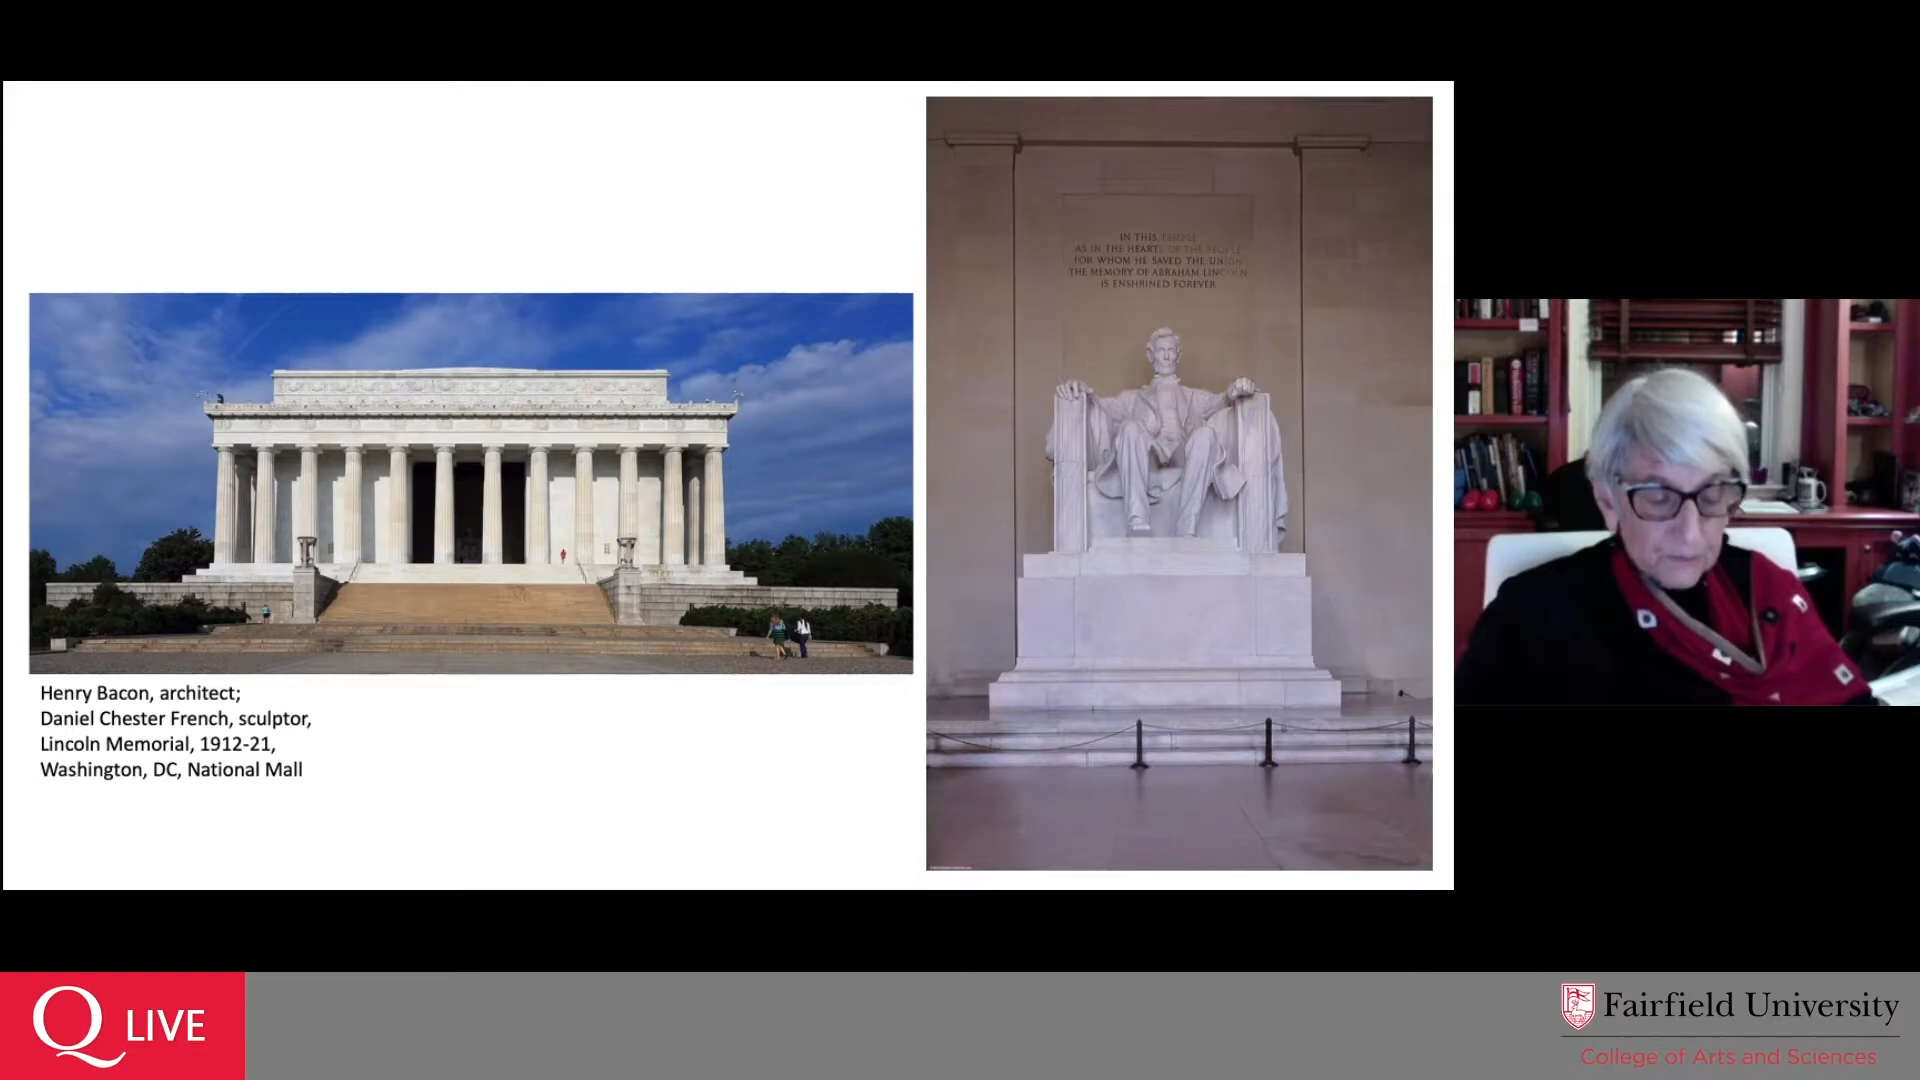 IN THIS TEMPLE
AS IN THE HEARTS OF THE PEOPLE
FOR WHOM HE SAVED THE UNION
THE MEMORY OF ABRAHAM LINCOLN
IS ENSHRINED FOREVER
Henry Bacon, architect;
Daniel Chester French, sculptor,
Lincoln Memorial, 1912-21,
Washington, DC, National Mall
Q LIVE
Fairfield University
College of Arts and Sciences